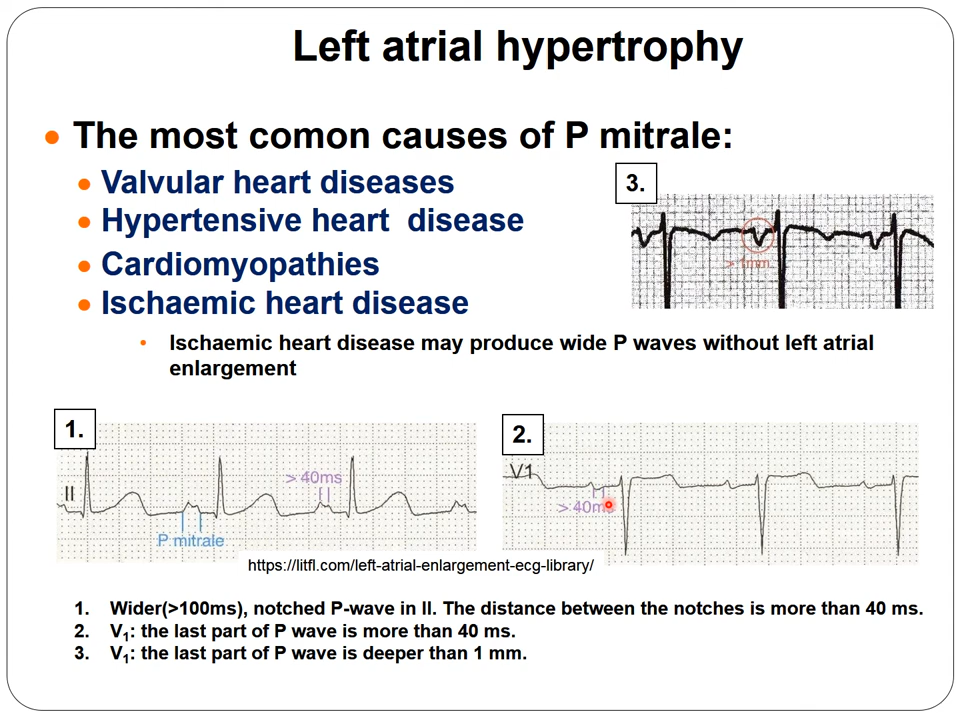 Left atrial hypertrophy
The most comon causes of P mitrale:
Valvular heart diseases
Hypertensive heart disease
Cardiomyopathies
Ischaemic heart disease
Ischaemic heart disease may produce wide P waves without left atrial
enlargement
3.
> 1mm
1.
II
> 40ms
P mitrale
2.
V1
> 40ms
https://litfl.com/left-atrial-enlargement-ecg-library/
1. Wider(>100ms), notched P-wave in II. The distance between the notches is more than 40 ms.
2. V1: the last part of P wave is more than 40 ms.
3. V1: the last part of P wave is deeper than 1 mm.